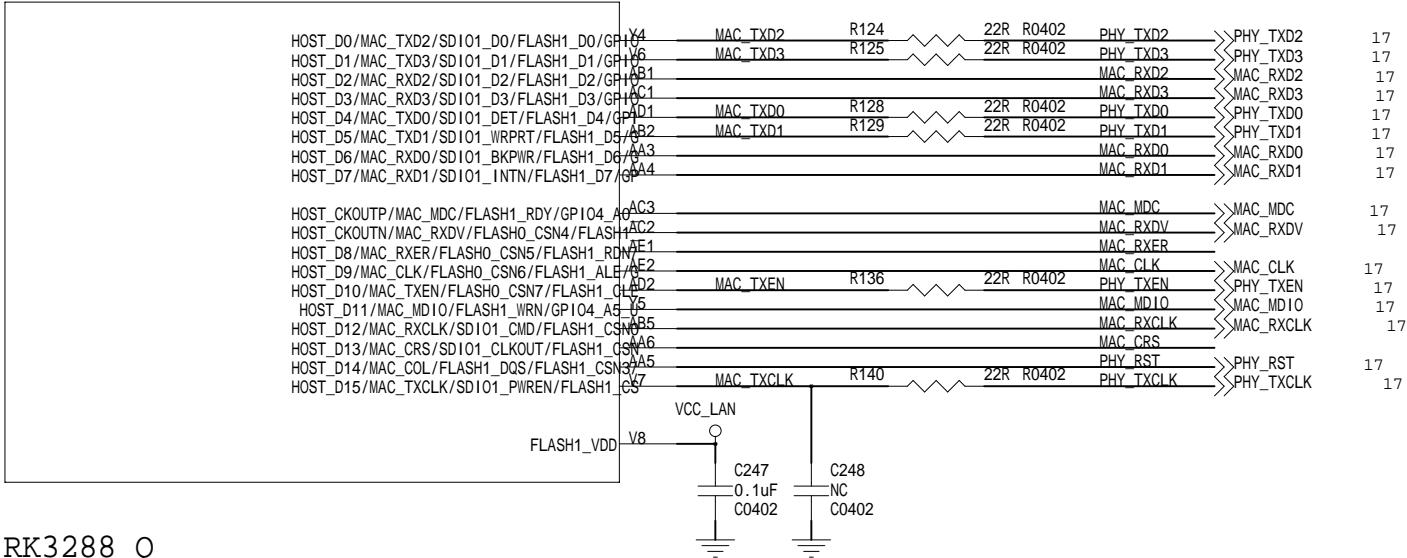 HOST_D0/MAC_TXD2/SDIO1_D0/FLASH1_D0/GPIO Y4 MAC_TXD2 R124 22R R0402 PHY_TXD2 PHY_TXD2 17
HOST_D1/MAC_TXD3/SDIO1_D1/FLASH1_D1/GPIO V6 MAC_TXD3 R125 22R R0402 PHY_TXD3 PHY_TXD3 17
HOST_D2/MAC_RXD2/SDIO1_D2/FLASH1_D2/GPIO AB1 MAC_RXD2 MAC_RXD2 17
HOST_D3/MAC_RXD3/SDIO1_D3/FLASH1_D3/GPIO AC1 MAC_RXD3 MAC_RXD3 17
HOST_D4/MAC_TXD0/SDIO1_DET/FLASH1_D4/GPI AD1 MAC_TXD0 R128 22R R0402 PHY_TXD0 PHY_TXD0 17
HOST_D5/MAC_TXD1/SDIO1_WRPRT/FLASH1_D5/G AB2 MAC_TXD1 R129 22R R0402 PHY_TXD1 PHY_TXD1 17
HOST_D6/MAC_RXD0/SDIO1_BKPWR/FLASH1_D6/G AA3 MAC_RXD0 MAC_RXD0 17
HOST_D7/MAC_RXD1/SDIO1_INTN/FLASH1_D7/GP AA4 MAC_RXD1 MAC_RXD1 17
HOST_CKOUTP/MAC_MDC/FLASH1_RDY/GPIO4_A0 AC3 MAC_MDC MAC_MDC 17
HOST_CKOUTN/MAC_RXDV/FLASH0_CSN4/FLASH1 AC2 MAC_RXDV MAC_RXDV 17
HOST_D8/MAC_RXER/FLASH0_CSN5/FLASH1_RDN/ AE1 MAC_RXER
HOST_D9/MAC_CLK/FLASH0_CSN6/FLASH1_ALE/G AE2 MAC_CLK MAC_CLK 17
HOST_D10/MAC_TXEN/FLASH0_CSN7/FLASH1_CLE AD2 MAC_TXEN R136 22R R0402 PHY_TXEN PHY_TXEN 17
HOST_D11/MAC_MDIO/FLASH1_WRN/GPIO4_A5_U Y5 MAC_MDIO MAC_MDIO 17
HOST_D12/MAC_RXCLK/SDIO1_CMD/FLASH1_CSN0 AB5 MAC_RXCLK MAC_RXCLK 17
HOST_D13/MAC_CRS/SDIO1_CLKOUT/FLASH1_CSN AA6 MAC_CRS
HOST_D14/MAC_COL/FLASH1_DQS/FLASH1_CSN3/ AA5 PHY_RST PHY_RST 17
HOST_D15/MAC_TXCLK/SDIO1_PWREN/FLASH1_CS V7 MAC_TXCLK R140 22R R0402 PHY_TXCLK PHY_TXCLK 17
VCC_LAN
FLASH1_VDD V8
C247 C248
0.1uF NC
C0402 C0402
RK3288_O